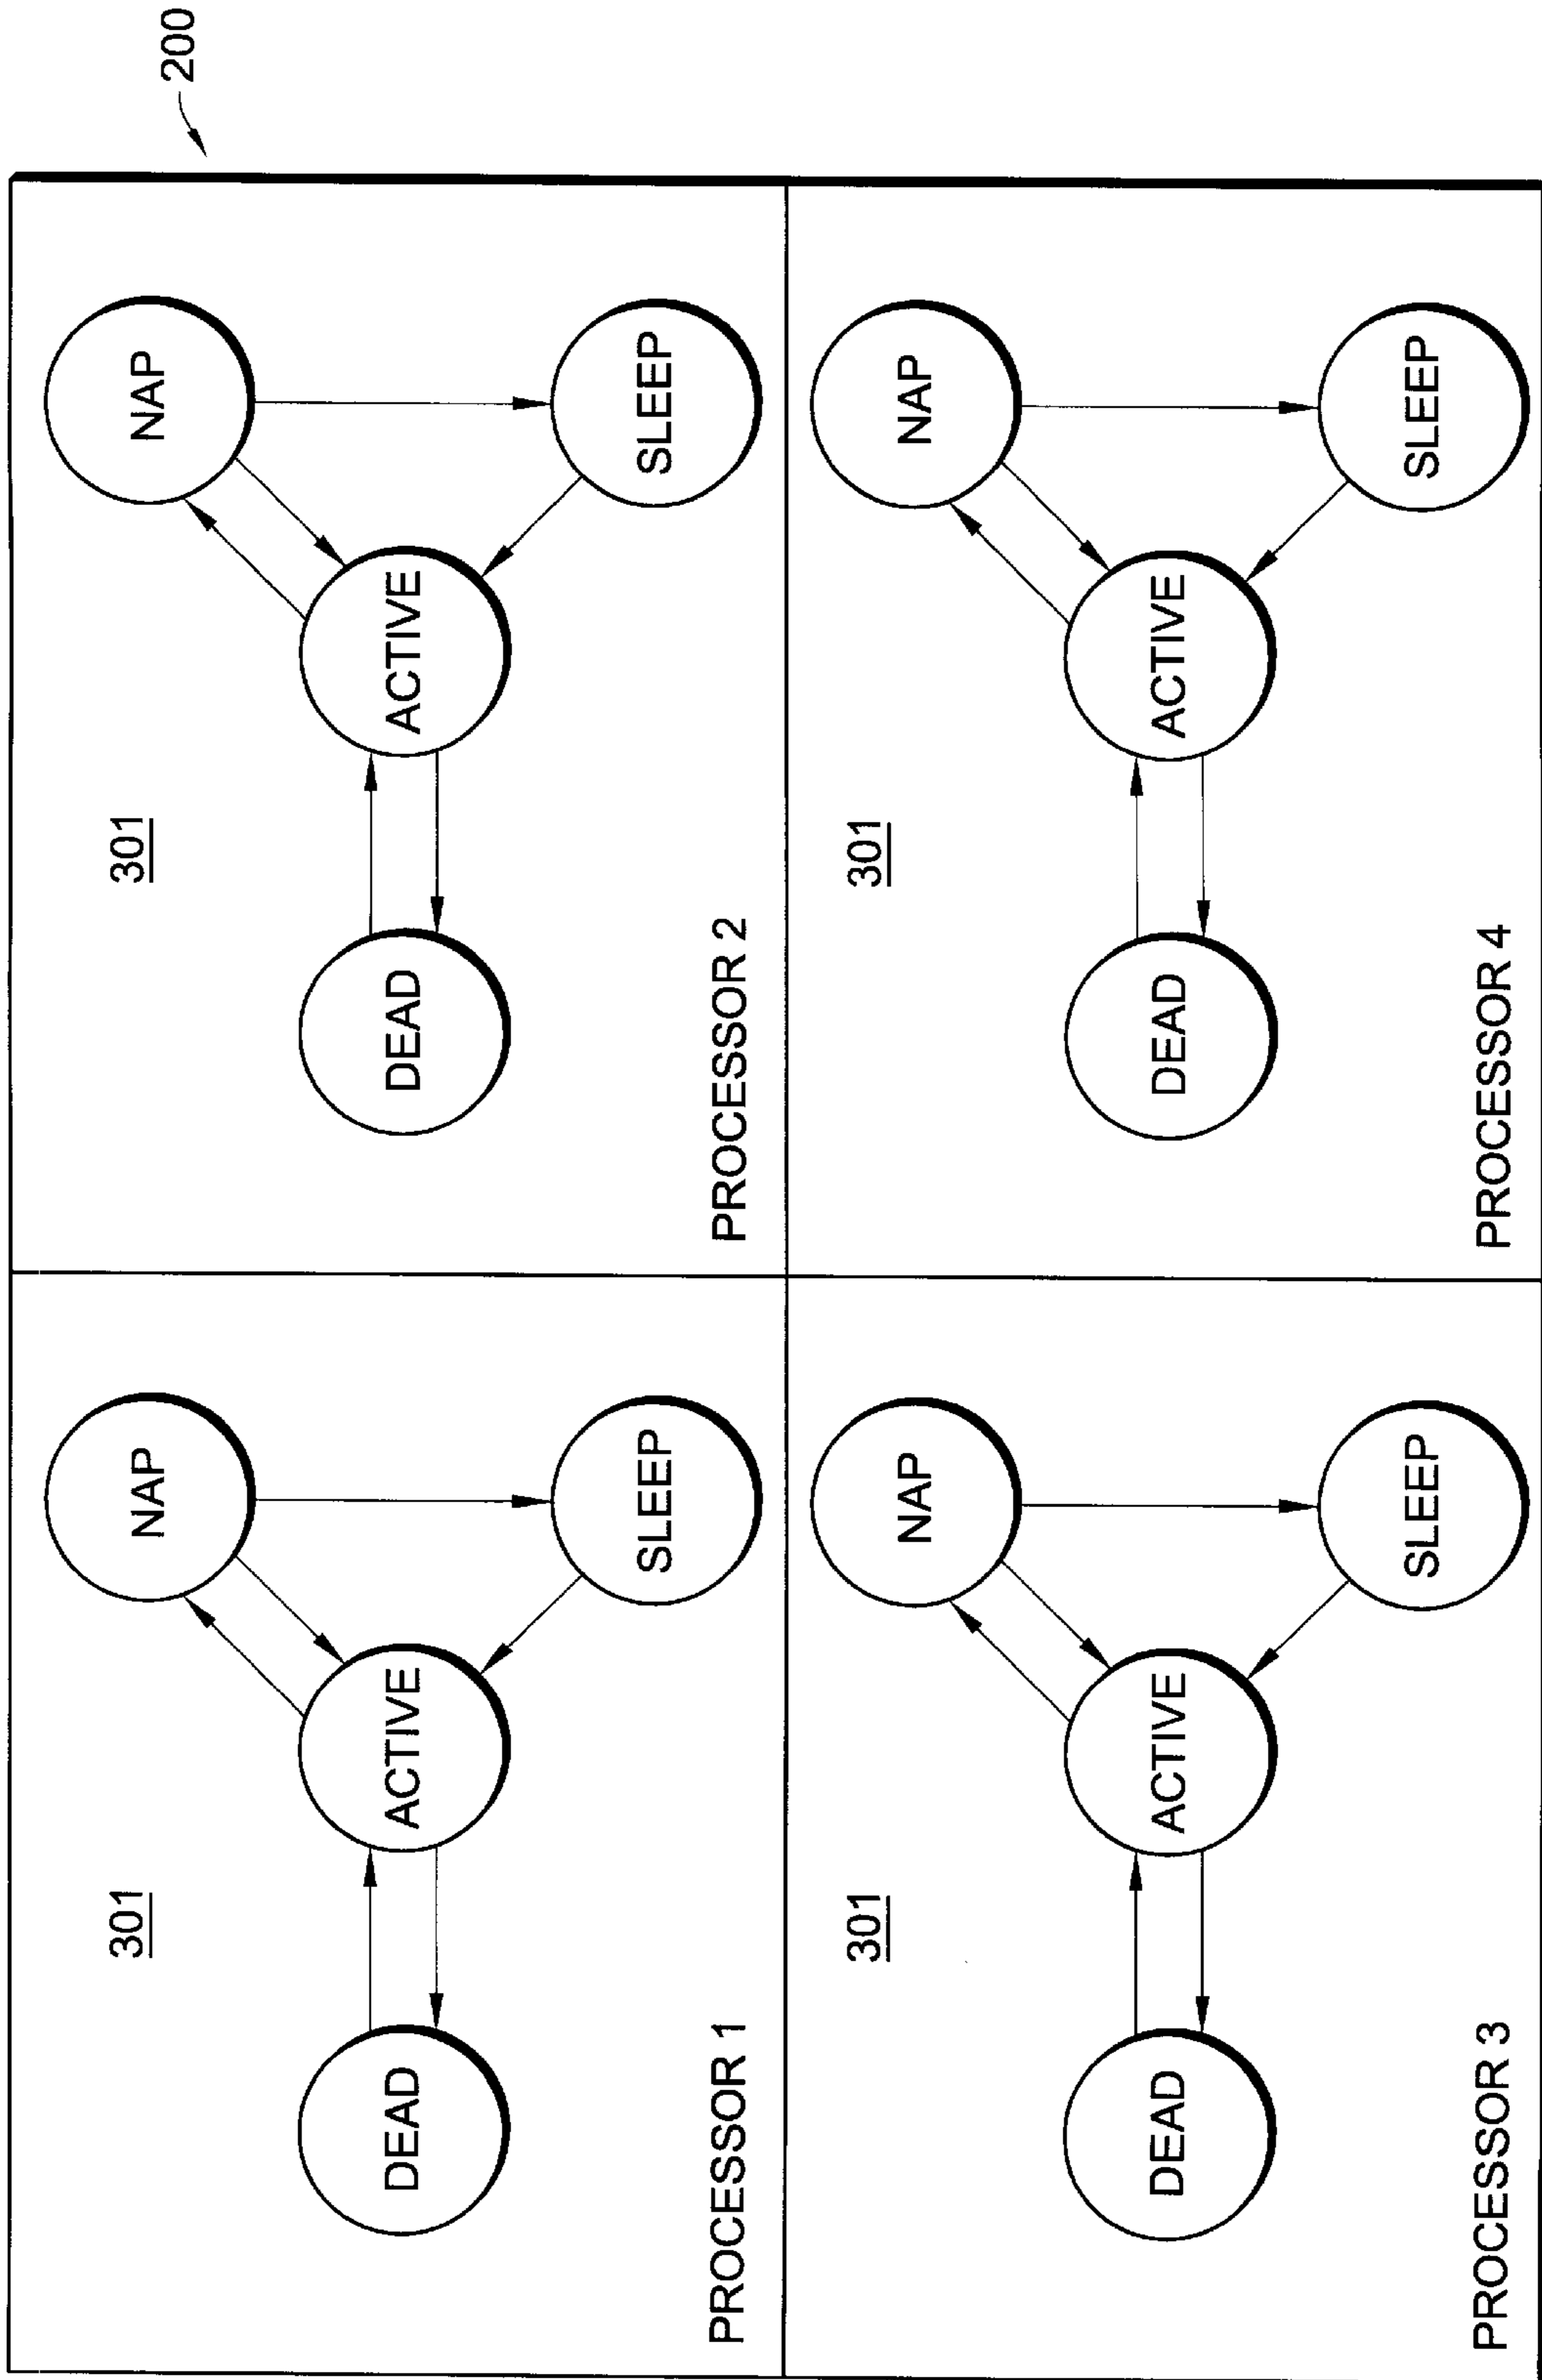 200
301
NAP
DEAD
ACTIVE
SLEEP
PROCESSOR 1
301
NAP
DEAD
ACTIVE
SLEEP
PROCESSOR 2
301
NAP
DEAD
ACTIVE
SLEEP
PROCESSOR 3
301
NAP
DEAD
ACTIVE
SLEEP
PROCESSOR 4